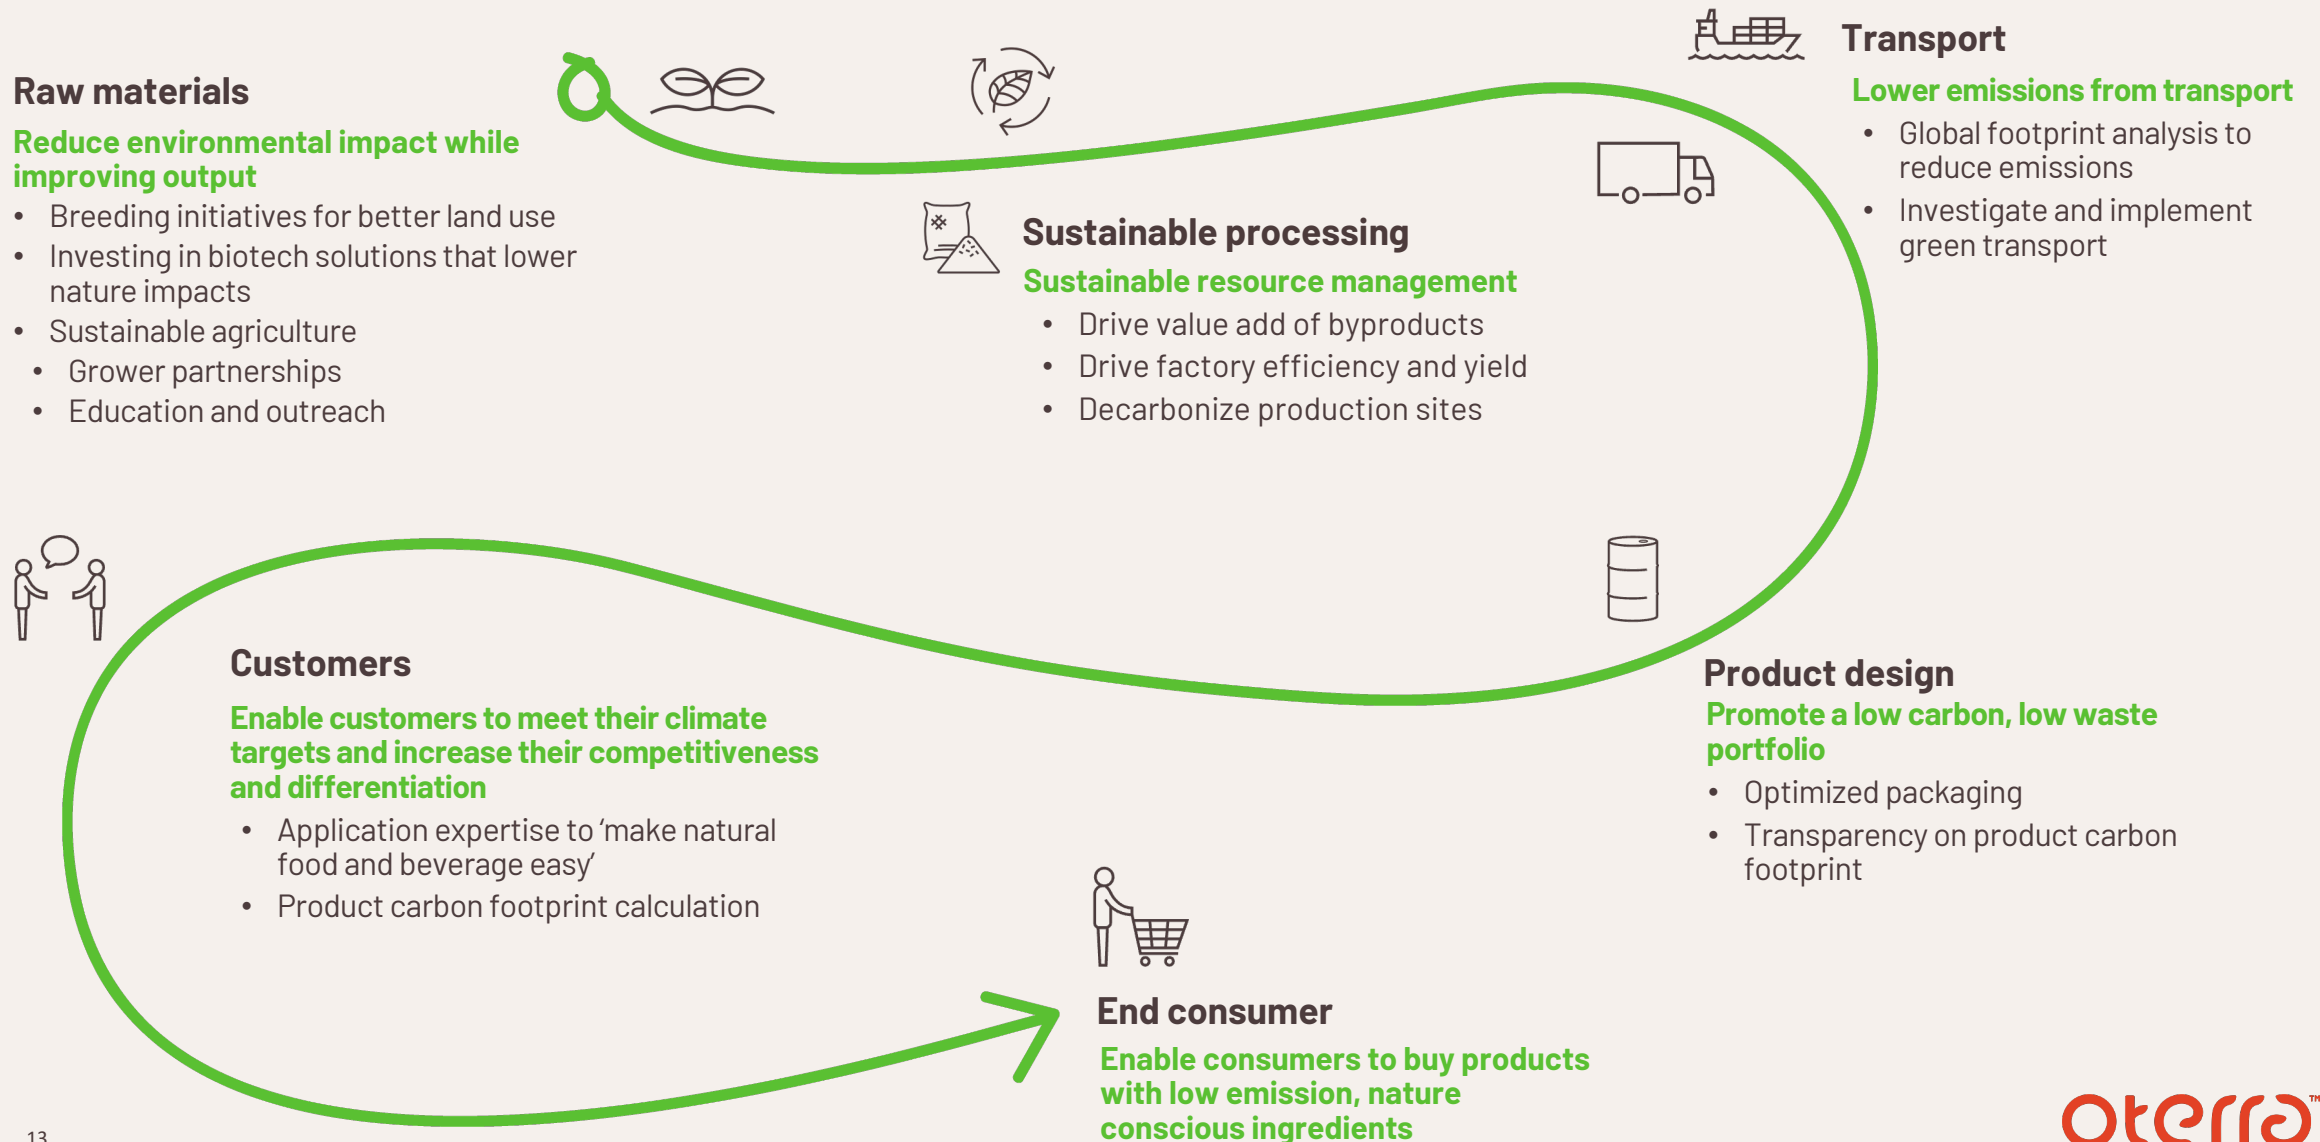 Raw materials
Reduce environmental impact while
improving output
• Breeding initiatives for better land use
• Investing in biotech solutions that lower
nature impacts
• Sustainable agriculture
• Grower partnerships
• Education and outreach
Sustainable processing
Sustainable resource management
• Drive value add of byproducts
• Drive factory efficiency and yield
• Decarbonize production sites
Transport
Lower emissions from transport
• Global footprint analysis to
reduce emissions
• Investigate and implement
green transport
Product design
Promote a low carbon, low waste
portfolio
• Optimized packaging
• Transparency on product carbon
footprint
Customers
Enable customers to meet their climate
targets and increase their competitiveness
and differentiation
• Application expertise to ‘make natural
food and beverage easy’
• Product carbon footprint calculation
End consumer
Enable consumers to buy products
with low emission, nature
conscious ingredients
13
oterra™